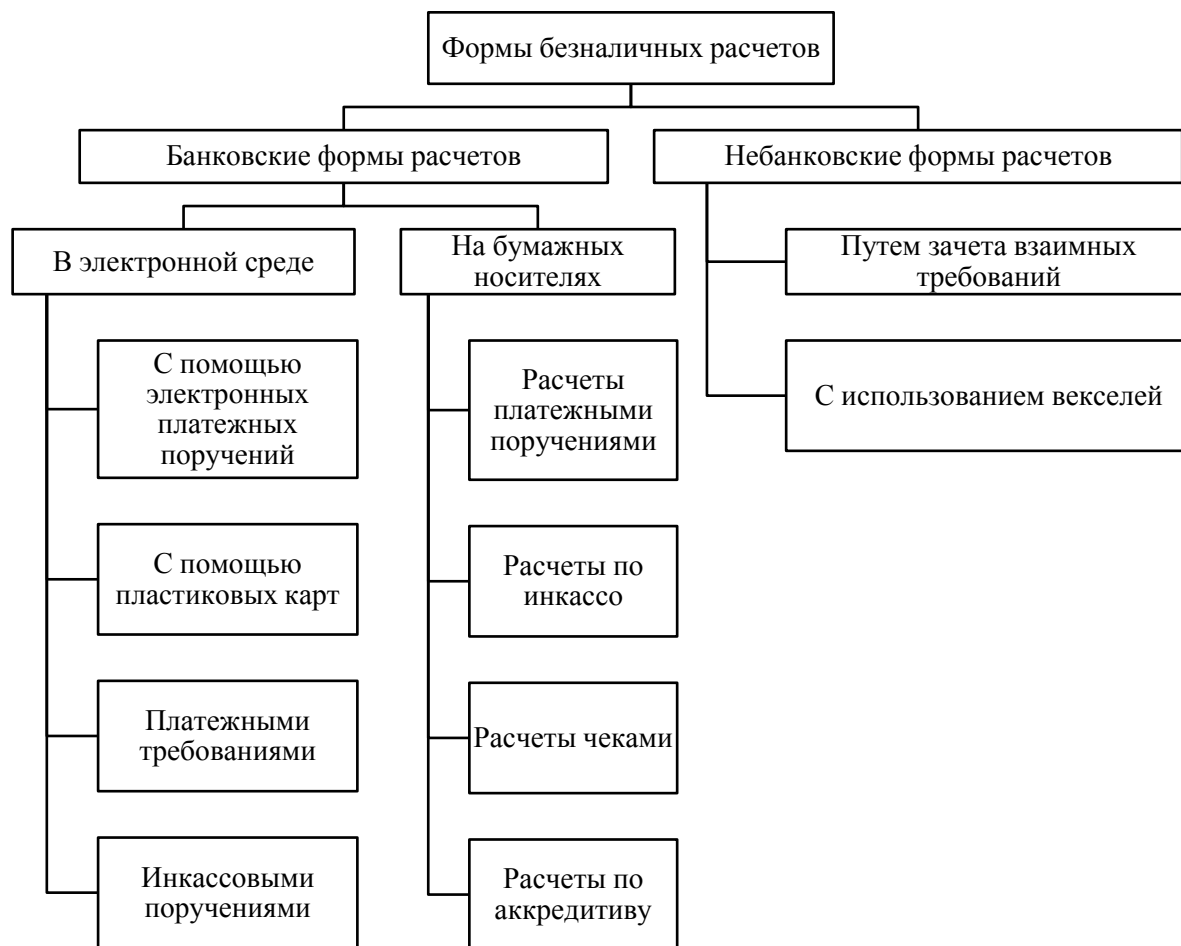 Формы безналичных расчетов
Банковские формы расчетов
Небанковские формы расчетов
В электронной среде
На бумажных
носителях
Путем зачета взаимных
требований
С помощью
электронных
платежных
поручений
Расчеты
платежными
поручениями
С использованием векселей
С помощью
пластиковых карт
Расчеты по
инкассо
Платежными
требованиями
Расчеты чеками
Инкассовыми
поручениями
Расчеты по
аккредитиву